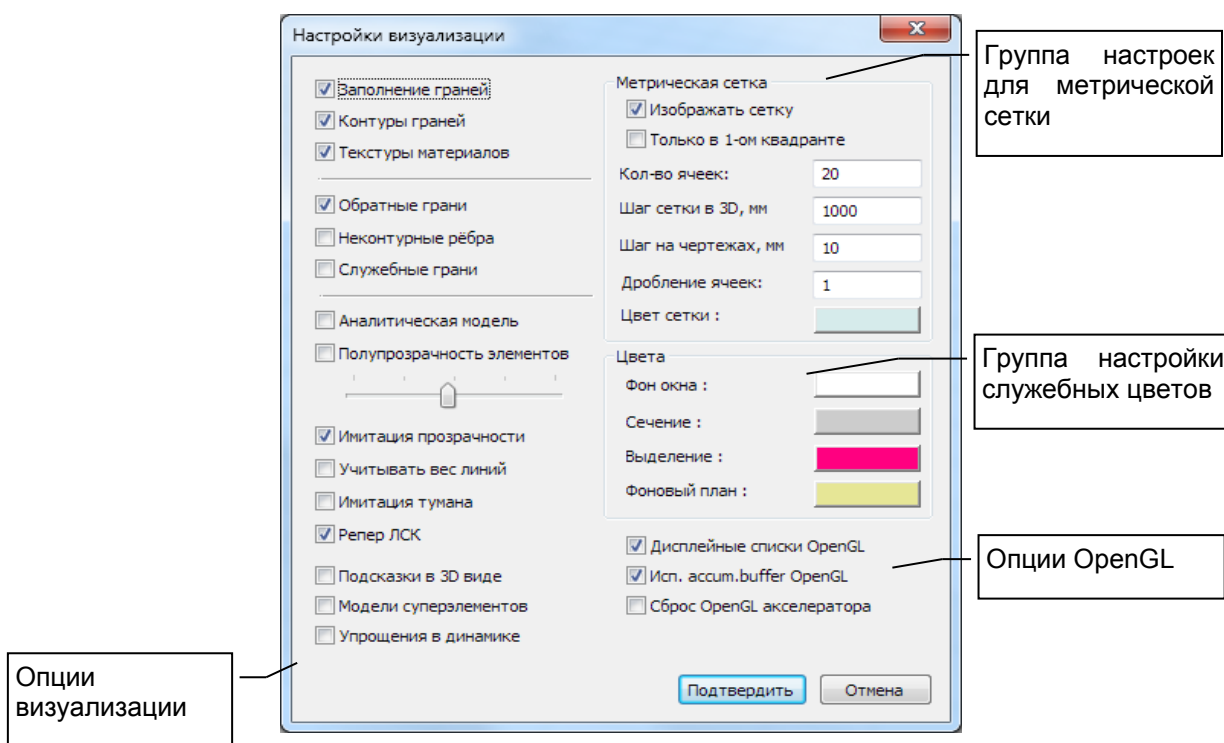 Настройки визуализации
Заполнение граней
Контуры граней
Текстуры материалов
Обратные грани
Неконтурные рёбра
Служебные грани
Аналитическая модель
Полупрозрачность элементов
Имитация прозрачности
Учитывать вес линий
Имитация тумана
Репер ЛСК
Подсказки в 3D виде
Модели суперэлементов
Упрощения в динамике
Метрическая сетка
Изображать сетку
Только в 1-ом квадранте
Кол-во ячеек: 20
Шаг сетки в 3D, мм 1000
Шаг на чертежах, мм 10
Дробление ячеек: 1
Цвет сетки :
Цвета
Фон окна :
Сечение :
Выделение :
Фоновый план :
Дисплейные списки OpenGL
Исп. accum.buffer OpenGL
Сброс OpenGL акселератора
Подтвердить Отмена
Группа настроек
для метрической
сетки
Группа настройки
служебных цветов
Опции OpenGL
Опции
визуализации